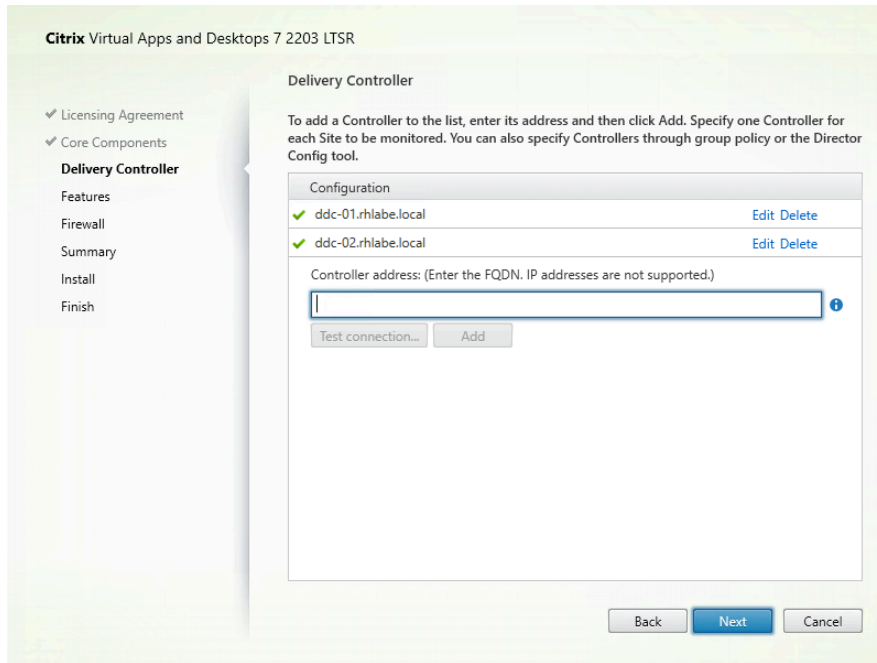 Citrix Virtual Apps and Desktops 7 2203 LTSR
Delivery Controller
Licensing Agreement
Core Components
Delivery Controller
Features
Firewall
Summary
Install
Finish
To add a Controller to the list, enter its address and then click Add. Specify one Controller for
each Site to be monitored. You can also specify Controllers through group policy or the Director
Config tool.
Configuration
ddc-01.rhlabe.local Edit Delete
ddc-02.rhlabe.local Edit Delete
Controller address: (Enter the FQDN. IP addresses are not supported.)
Test connection... Add
Back Next Cancel